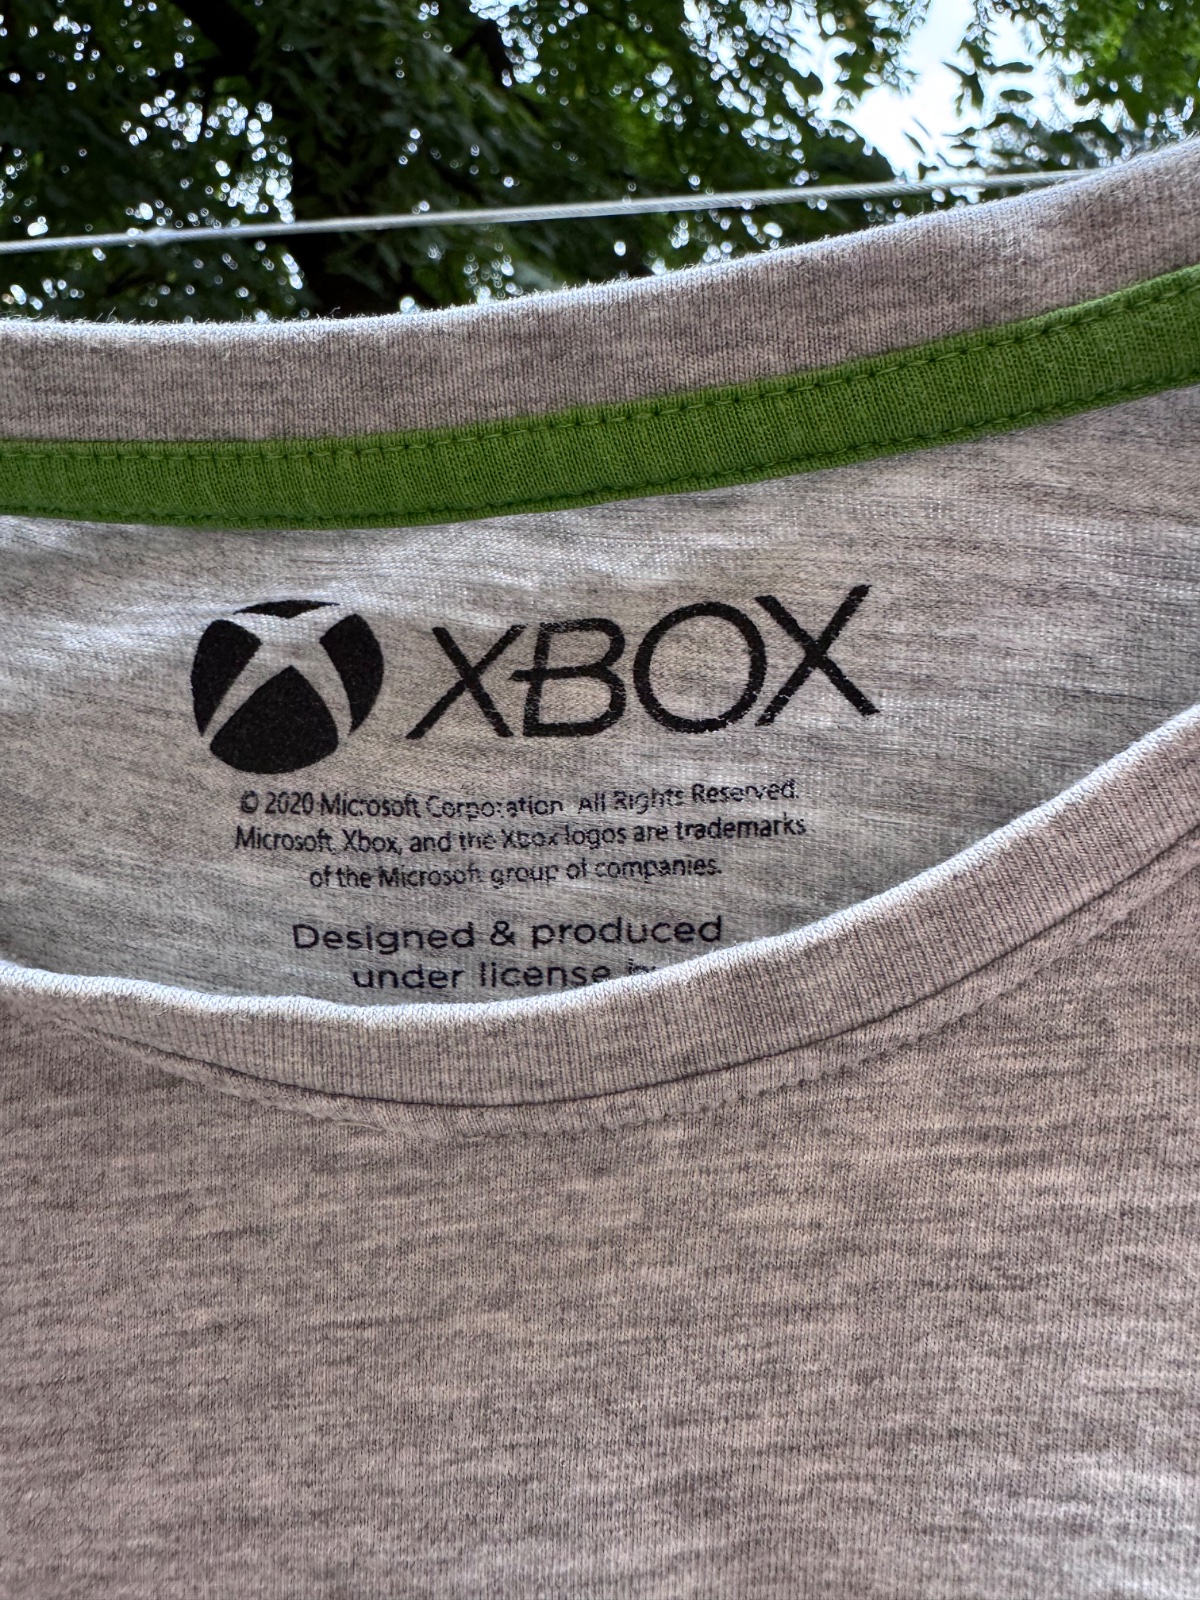 XBOX
© 2020 Microsoft Corporation All Rights Reserved.
Microsoft, Xbox, and the Xbox logos are trademarks
of the Microsoft group of companies.
Designed & produced
under license